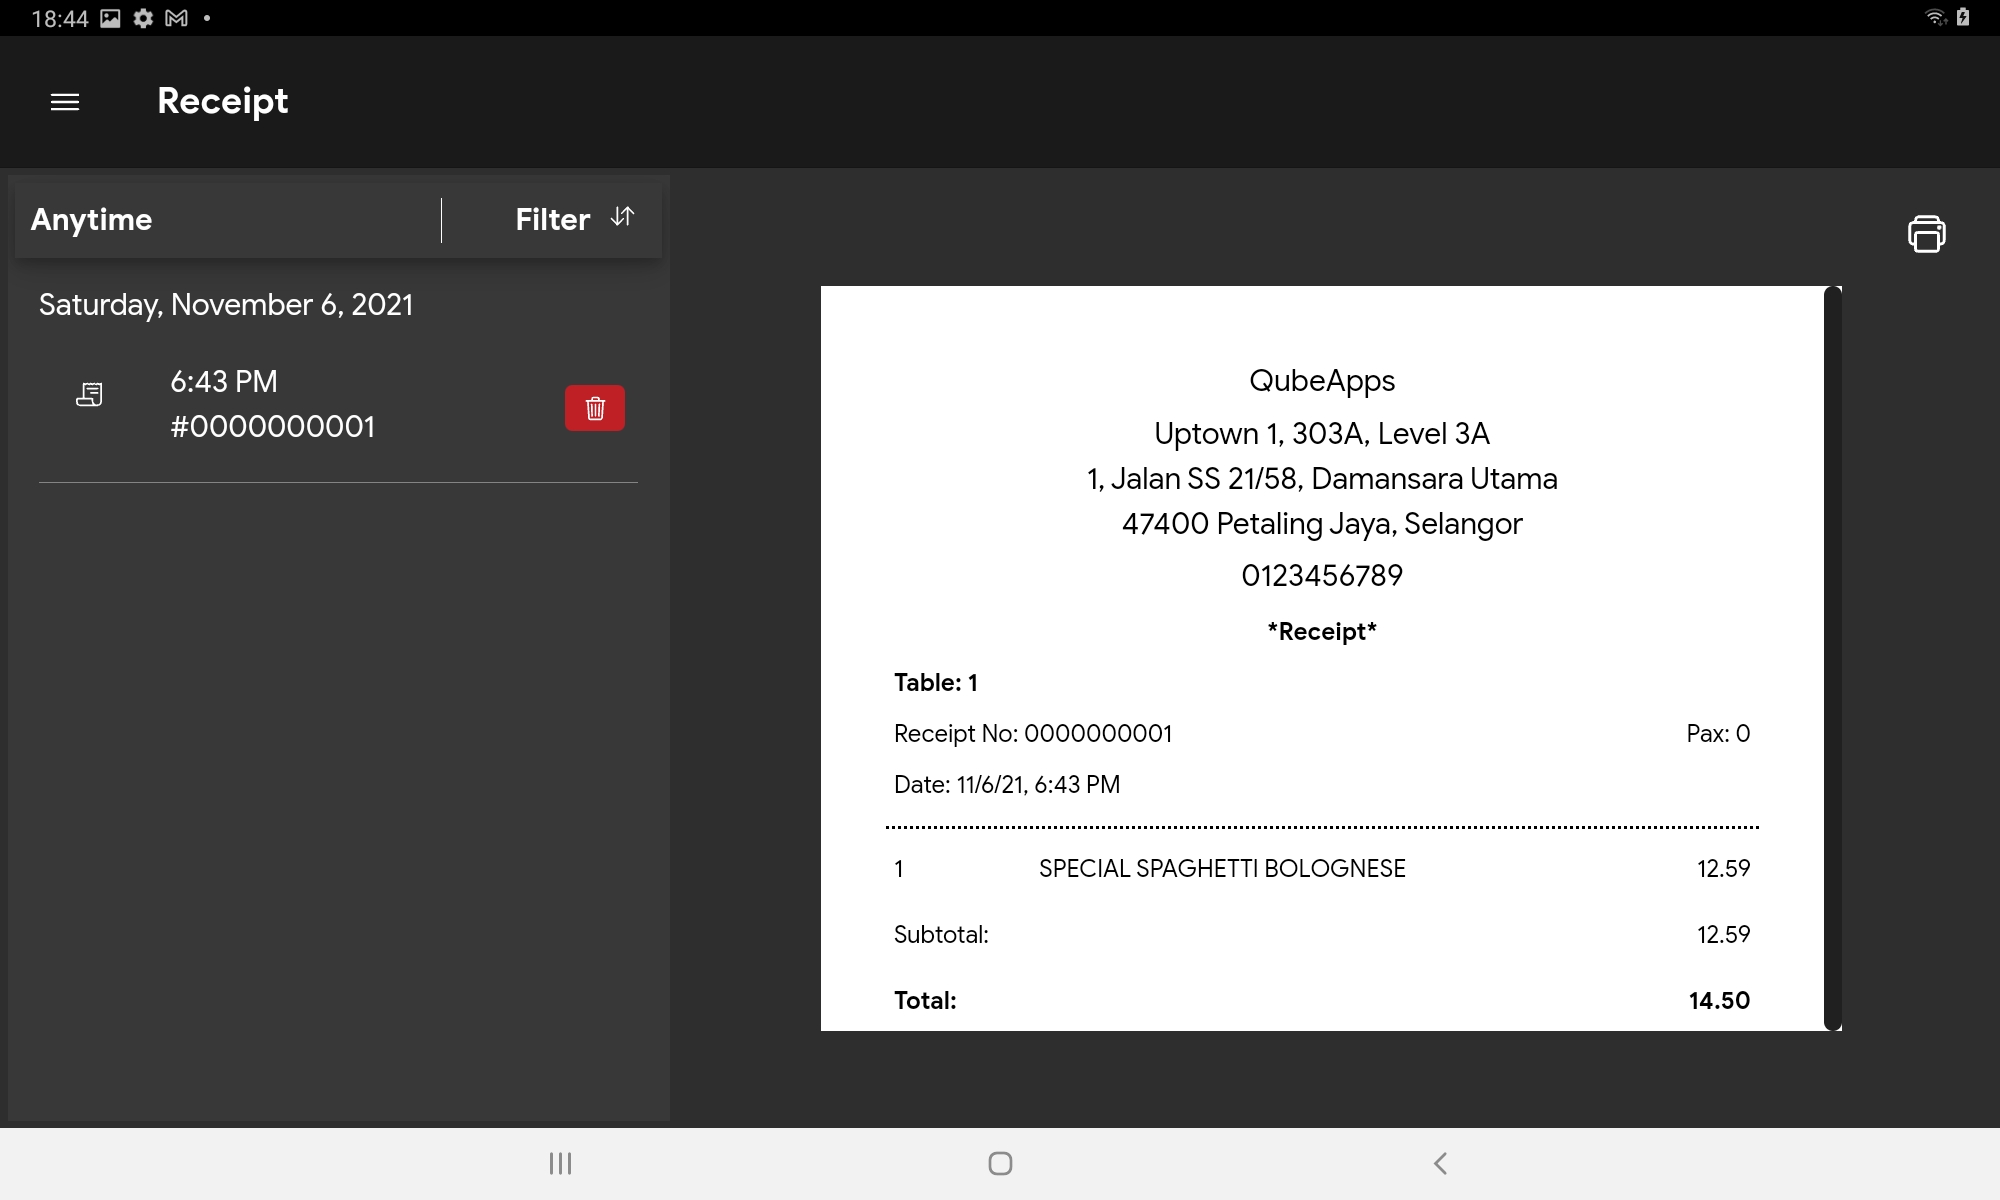 18:44
Receipt
Anytime
Filter
Saturday, November 6, 2021
6:43 PM
#0000000001
QubeApps
Uptown 1, 303A, Level 3A
1, Jalan SS 21/58, Damansara Utama
47400 Petaling Jaya, Selangor
0123456789
*Receipt*
Table: 1
Receipt No: 0000000001 Pax: 0
Date: 11/6/21, 6:43 PM
1 SPECIAL SPAGHETTI BOLOGNESE 12.59
Subtotal: 12.59
Total: 14.50